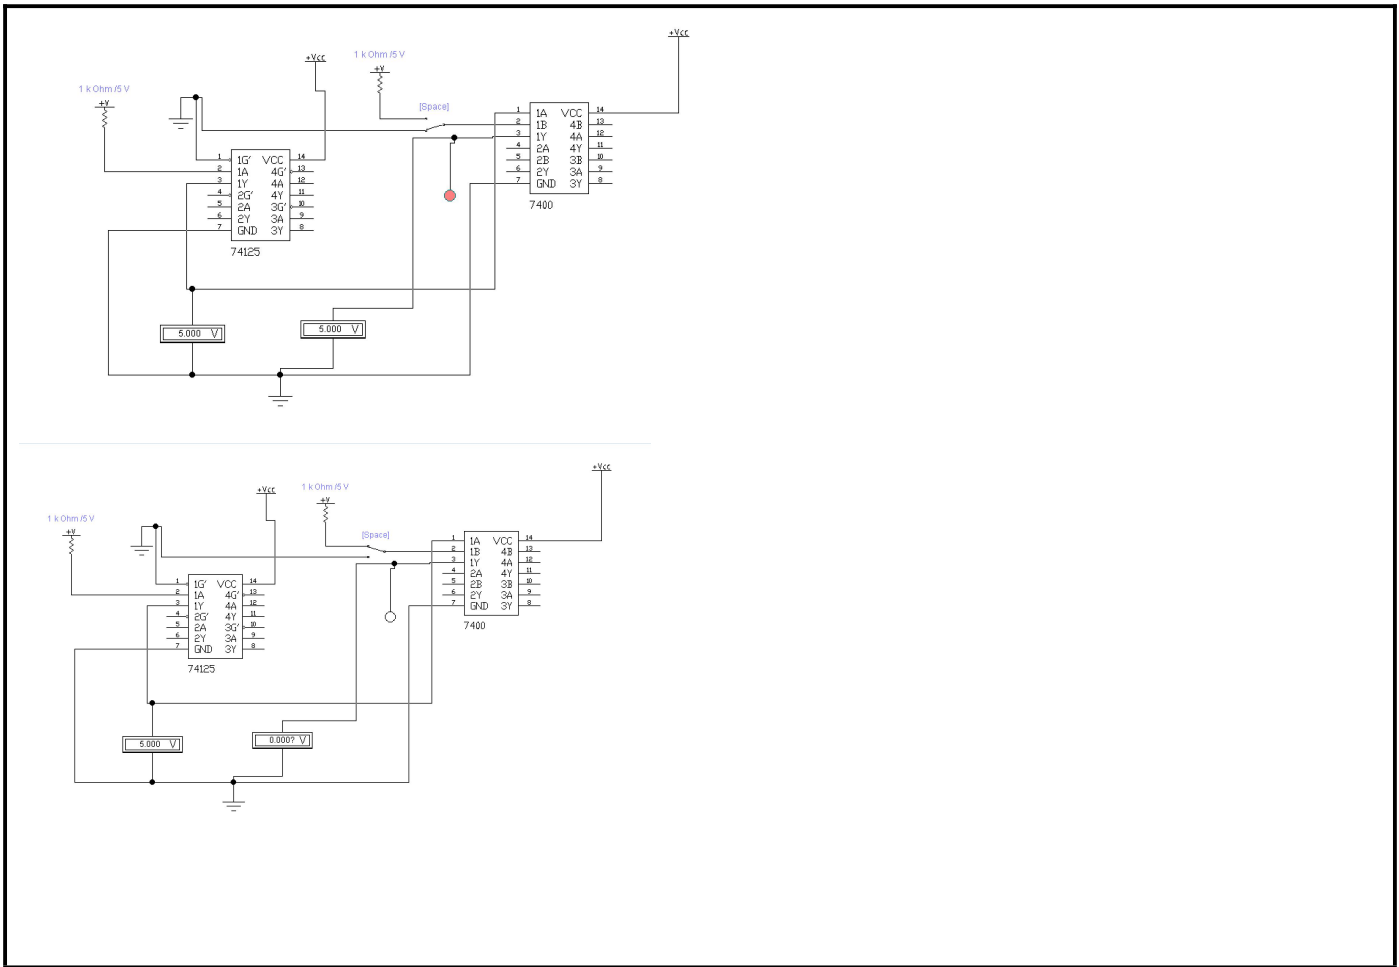 +Vcc
1 k Ohm /5 V
+V
+Vcc
1 k Ohm /5 V
+V
[Space]
1 1A VCC 14
2 1B 4B 13
3 1Y 4A 12
4 2A 4Y 11
5 2B 3B 10
6 2Y 3A 9
7 GND 3Y 8
7400
1 1G' VCC 14
2 1A 4G' 13
3 1Y 4A 12
4 2G' 4Y 11
5 2A 3G' 10
6 2Y 3A 9
7 GND 3Y 8
74125
5.000 V
5.000 V
+Vcc
1 k Ohm /5 V
+V
+Vcc
1 k Ohm /5 V
+V
[Space]
1 1A VCC 14
2 1B 4B 13
3 1Y 4A 12
4 2A 4Y 11
5 2B 3B 10
6 2Y 3A 9
7 GND 3Y 8
7400
1 1G' VCC 14
2 1A 4G' 13
3 1Y 4A 12
4 2G' 4Y 11
5 2A 3G' 10
6 2Y 3A 9
7 GND 3Y 8
74125
5.000 V
0.000? V